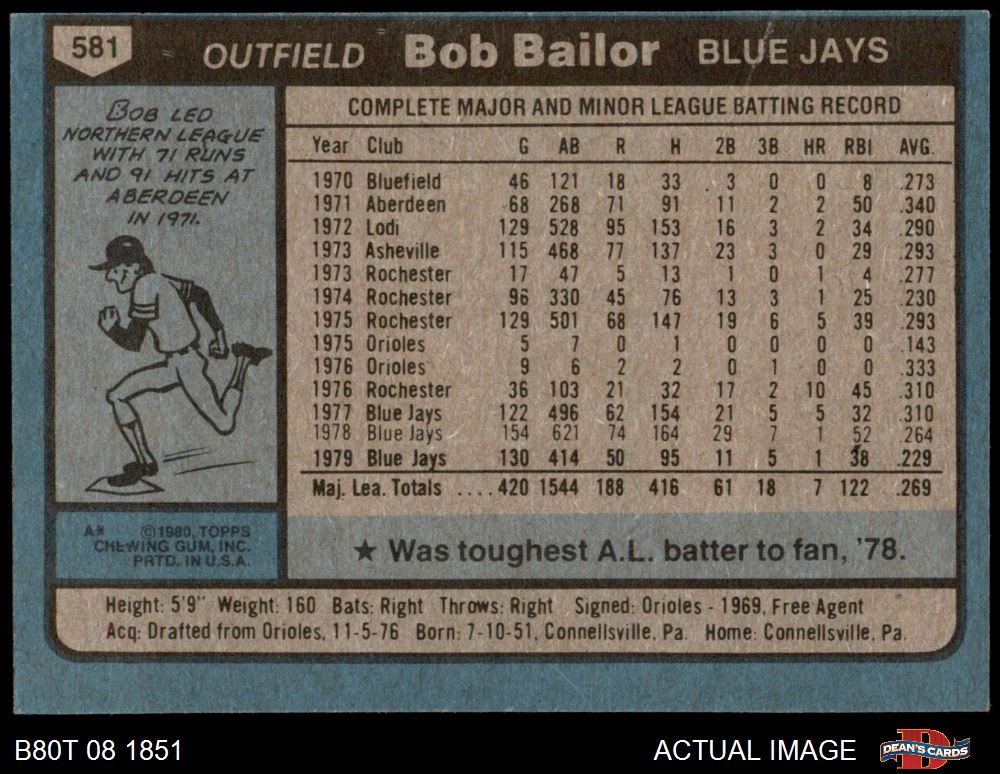 581 OUTFIELD Bob Bailor BLUE JAYS
BOB LED
NORTHERN LEAGUE
WITH 71 RUNS
AND 91 HITS AT
ABERDEEN
IN 1971.
COMPLETE MAJOR AND MINOR LEAGUE BATTING RECORD
Year Club G AB R H 2B 3B HR RBI AVG.
1970 Bluefield 46 121 18 33 3 0 0 8 .273
1971 Aberdeen 68 268 71 91 11 2 2 50 .340
1972 Lodi 129 528 95 153 16 3 2 34 .290
1973 Asheville 115 468 77 137 23 3 0 29 .293
1973 Rochester 17 47 5 13 1 0 1 4 .277
1974 Rochester 96 330 45 76 13 3 1 25 .230
1975 Rochester 129 501 68 147 19 6 5 39 .293
1975 Orioles 5 7 0 1 0 0 0 0 .143
1976 Orioles 9 6 2 2 0 1 0 0 .333
1976 Rochester 36 103 21 32 17 2 10 45 .310
1977 Blue Jays 122 496 62 154 21 5 5 32 .310
1978 Blue Jays 154 621 74 164 29 7 1 52 .264
1979 Blue Jays 130 414 50 95 11 5 1 38 .229
Maj. Lea. Totals .... 420 1544 188 416 61 18 7 122 .269
A* ©1980, TOPPS
CHEWING GUM, INC.
PRTD. IN U.S.A.
★ Was toughest A.L. batter to fan, '78.
Height: 5'9" Weight: 160 Bats: Right Throws: Right Signed: Orioles - 1969, Free Agent
Acq: Drafted from Orioles, 11-5-76 Born: 7-10-51, Connellsville, Pa. Home: Connellsville, Pa.
B80T 08 1851 ACTUAL IMAGE DEAN'S CARDS